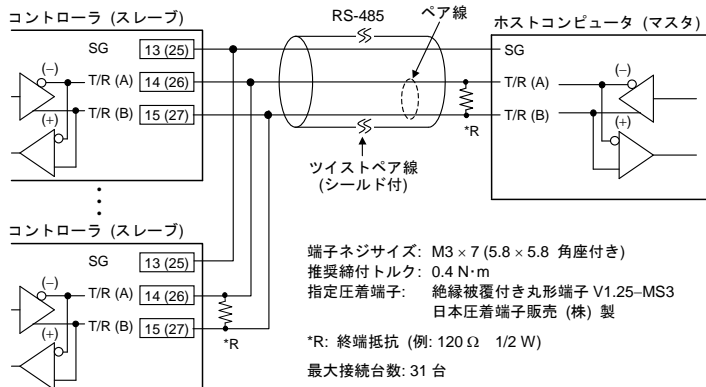 コントローラ (スレーブ)
SG
13 (25)
(−)
T/R (A)
14 (26)
T/R (B)
15 (27)
(+)
RS-485
ペア線
*R
ツイストペア線
(シールド付)
ホストコンピュータ (マスタ)
SG
T/R (A)
(−)
T/R (B)
(+)
コントローラ (スレーブ)
SG
13 (25)
(−)
T/R (A)
14 (26)
T/R (B)
15 (27)
(+)
*R
端子ネジサイズ: M3 × 7 (5.8 × 5.8 角座付き)
推奨締付トルク: 0.4 N·m
指定圧着端子: 絶縁被覆付き丸形端子 V1.25–MS3
日本圧着端子販売 (株) 製
*R: 終端抵抗 (例: 120 Ω 1/2 W)
最大接続台数: 31 台